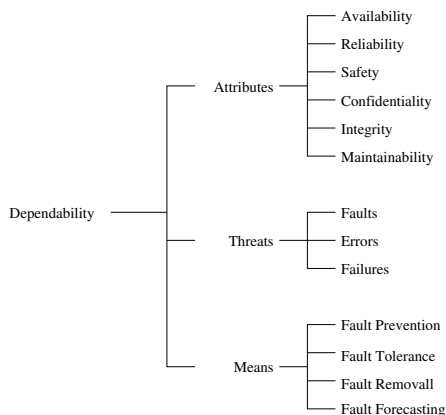 Availability
Reliability
Attributes
Safety
Confidentiality
Integrity
Maintainability
Dependability
Faults
Threats
Errors
Failures
Fault Prevention
Fault Tolerance
Means
Fault Removall
Fault Forecasting